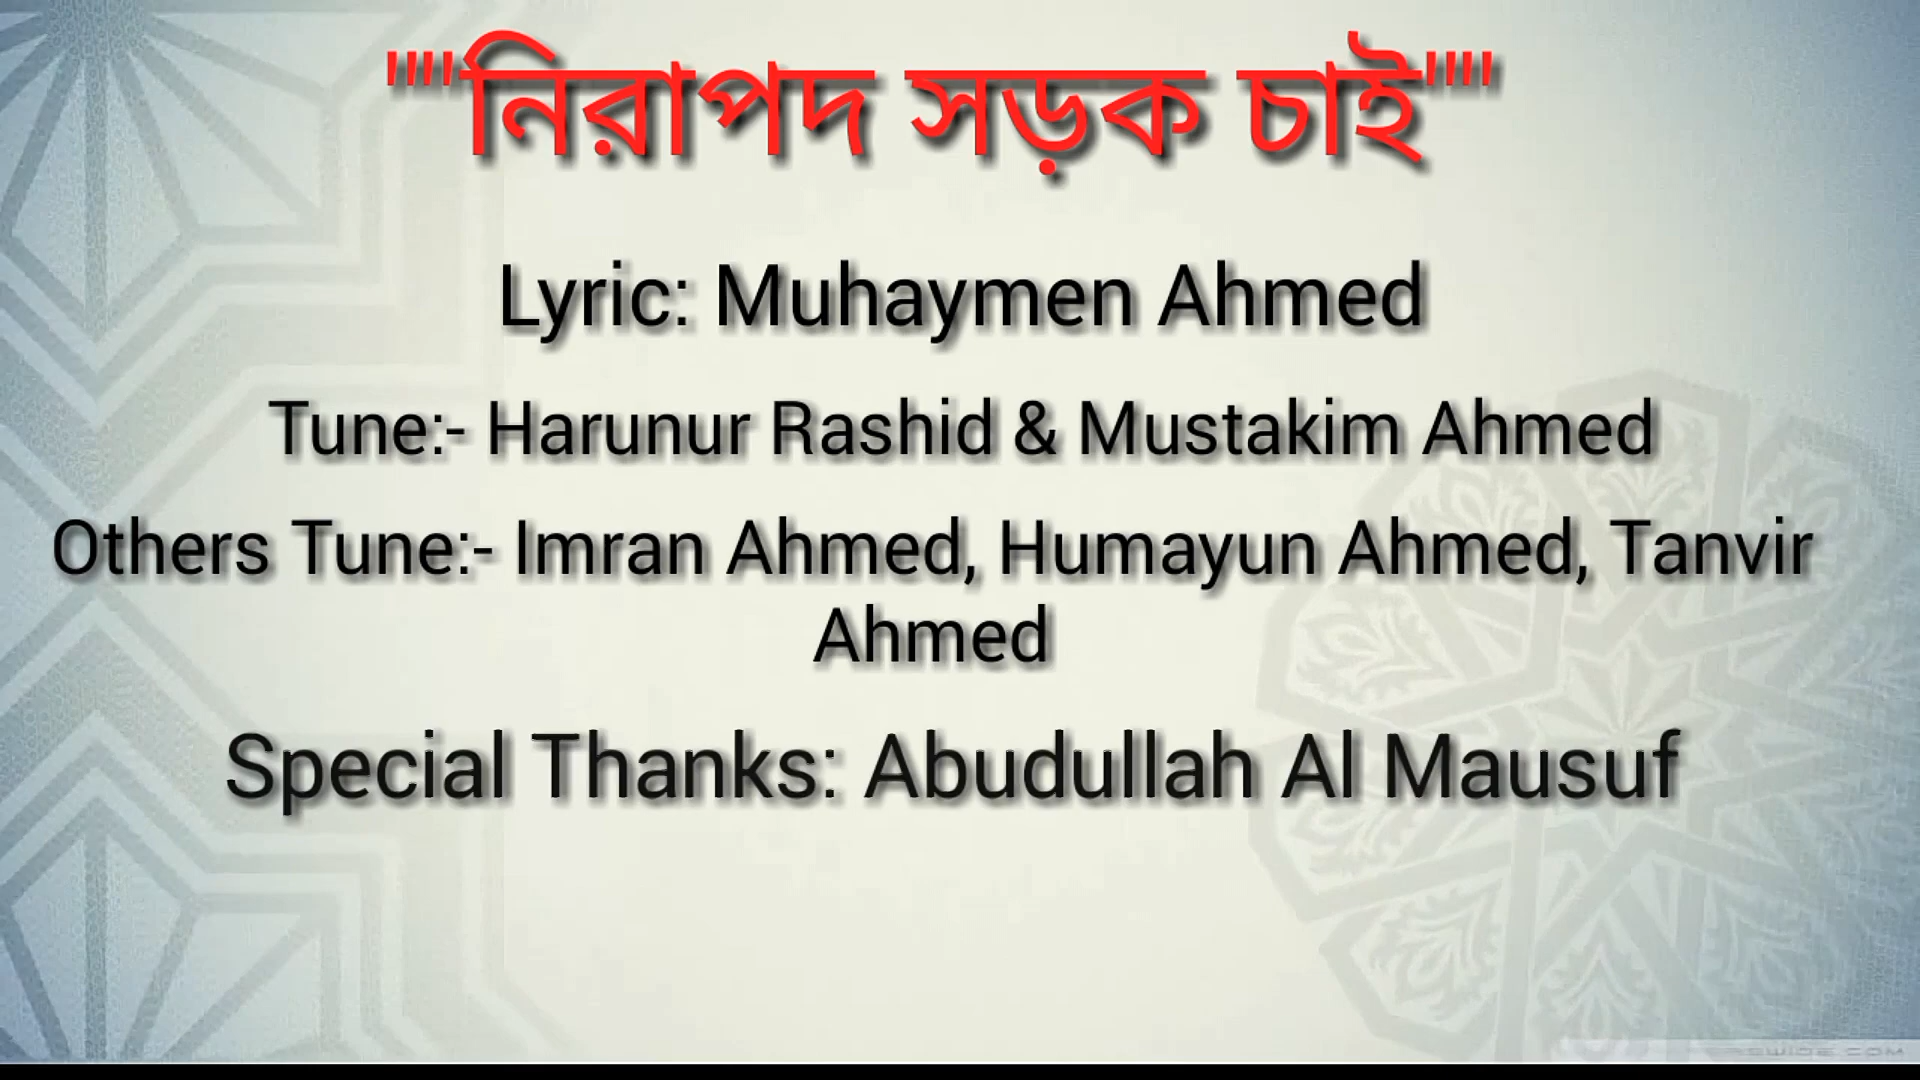 ""নিরাপদ সড়ক চাই""
Lyric: Muhaymen Ahmed
Tune:- Harunur Rashid & Mustakim Ahmed
Others Tune:- Imran Ahmed, Humayun Ahmed, Tanvir
Ahmed
Special Thanks: Abudullah Al Mausuf